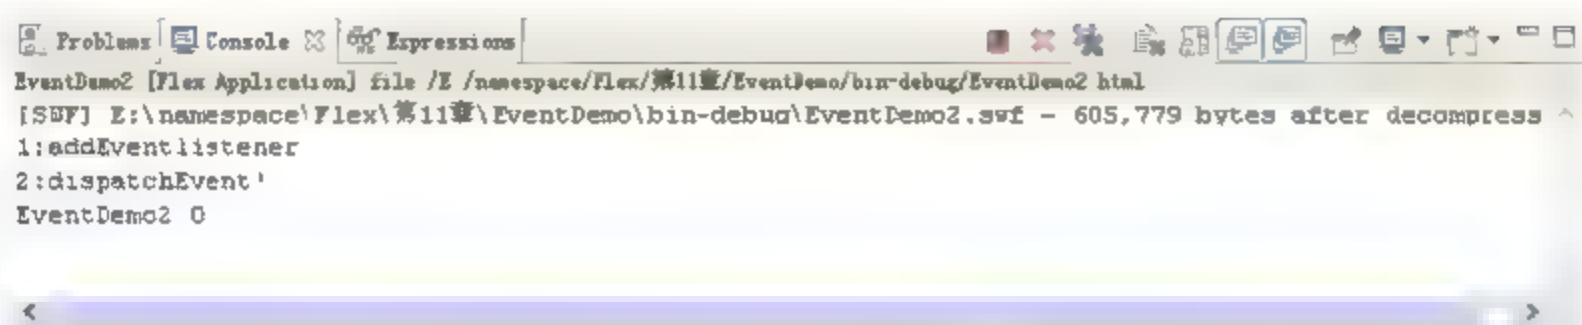 Problems Console Expressions
EventDemo2 [Flex Application] file /E /namespace/Flex/第11章/EventDemo/bin-debug/EventDemo2 html
[SWF] E:\namespace\Flex\第11章\EventDemo\bin-debug\EventDemo2.swf - 605,779 bytes after decompress
1:addEventlistener
2:dispatchEvent'
EventDemo2 0